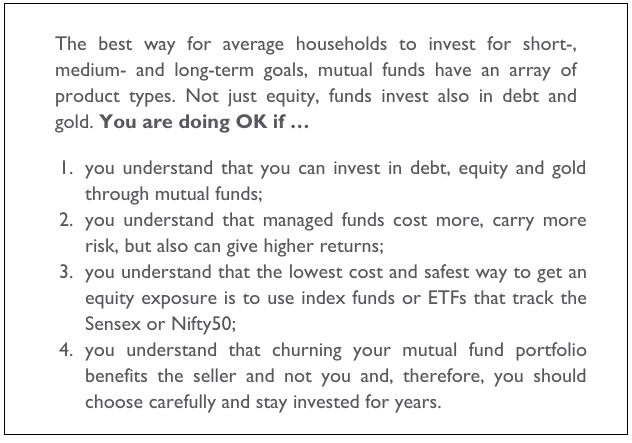 The best way for average households to invest for short-,
medium- and long-term goals, mutual funds have an array of
product types. Not just equity, funds invest also in debt and
gold. You are doing OK if …
1. you understand that you can invest in debt, equity and gold
through mutual funds;
2. you understand that managed funds cost more, carry more
risk, but also can give higher returns;
3. you understand that the lowest cost and safest way to get an
equity exposure is to use index funds or ETFs that track the
Sensex or Nifty50;
4. you understand that churning your mutual fund portfolio
benefits the seller and not you and, therefore, you should
choose carefully and stay invested for years.